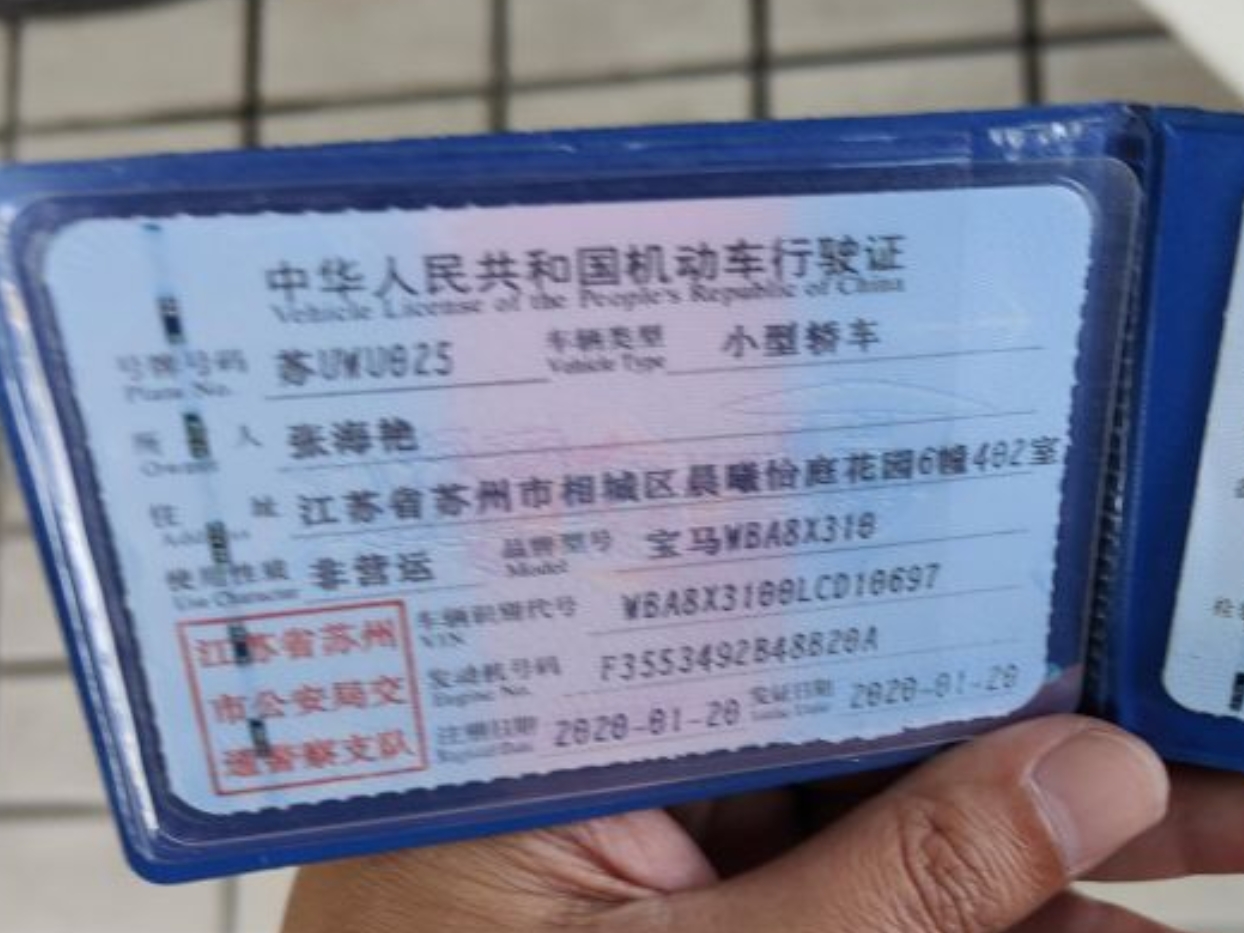 中华人民共和国机动车行驶证
Vehicle License of the People's Republic of China
号牌号码 苏UWU025 车辆类型 小型轿车
Plate No. Vehicle Type
所 人 张海艳
Owner
住 址 江苏省苏州市相城区晨曦怡庭花园6幢402室
Address
使用性质 非营运 品牌型号 宝马WBA8X310
Use Character Model
车辆识别代号 WBA8X3100LCD10697
VIN
发动机号码 F3553492B48B20A
Engine No.
注册日期 2020-01-20 发证日期 2020-01-20
Register Date Issue Date
江苏省苏州
市公安局交
通警察支队